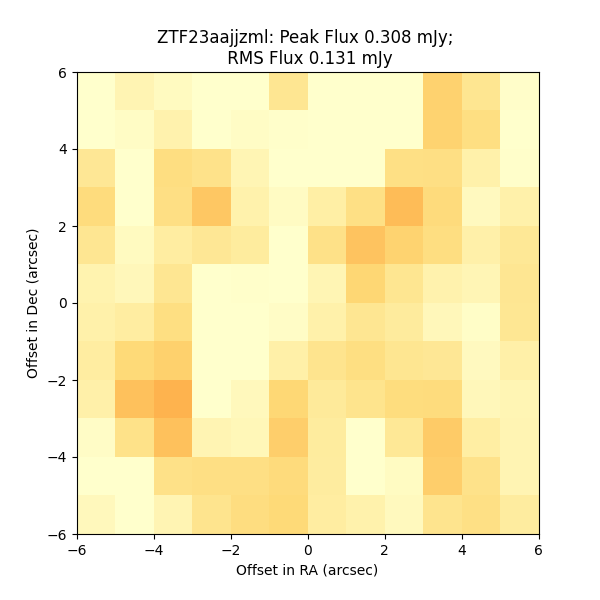 ZTF23aajjzml: Peak Flux 0.308 mJy;
RMS Flux 0.131 mJy
6
4
2
0
−2
−4
−6
Offset in Dec (arcsec)
−6 −4 −2 0 2 4 6
Offset in RA (arcsec)